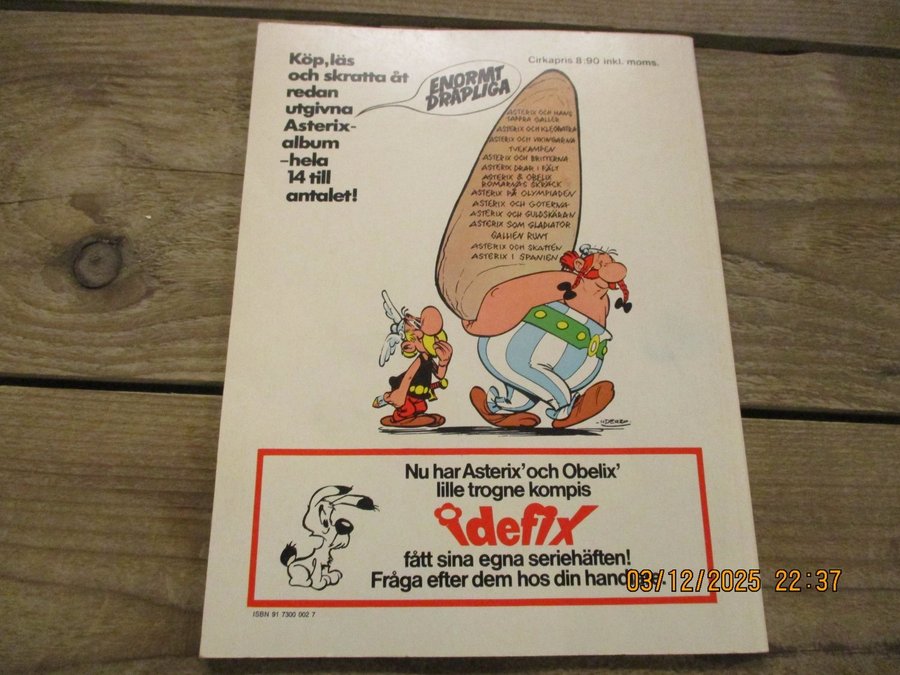 Köp, läs
och skratta åt
redan
utgivna
Asterix-
album
–hela
14 till
antalet!
ENORMT
DRÄPLIGA
Cirkapris 8:90 inkl. moms.
ASTERIX OCH HANS
TAPPRA GALLER
ASTERIX OCH KLEOPATRA
ASTERIX OCH VIKINGARNA
TVEKAMPEN
ASTERIX OCH BRITTERNA
ASTERIX DRAR I FÄLT
ASTERIX & OBELIX
ROMARNAS SKRÄCK
ASTERIX PÅ OLYMPIADEN
ASTERIX OCH GOTERNA
ASTERIX OCH GULDSKÄRAN
ASTERIX SOM GLADIATOR
GALLIEN RUNT
ASTERIX OCH SKATTEN
ASTERIX I SPANIEN
UDERZO
Nu har Asterix' och Obelix'
lille trogne kompis
idefix
fått sina egna seriehäften!
Fråga efter dem hos din
03/12/2025 22:37
ISBN 91 7300 002 7